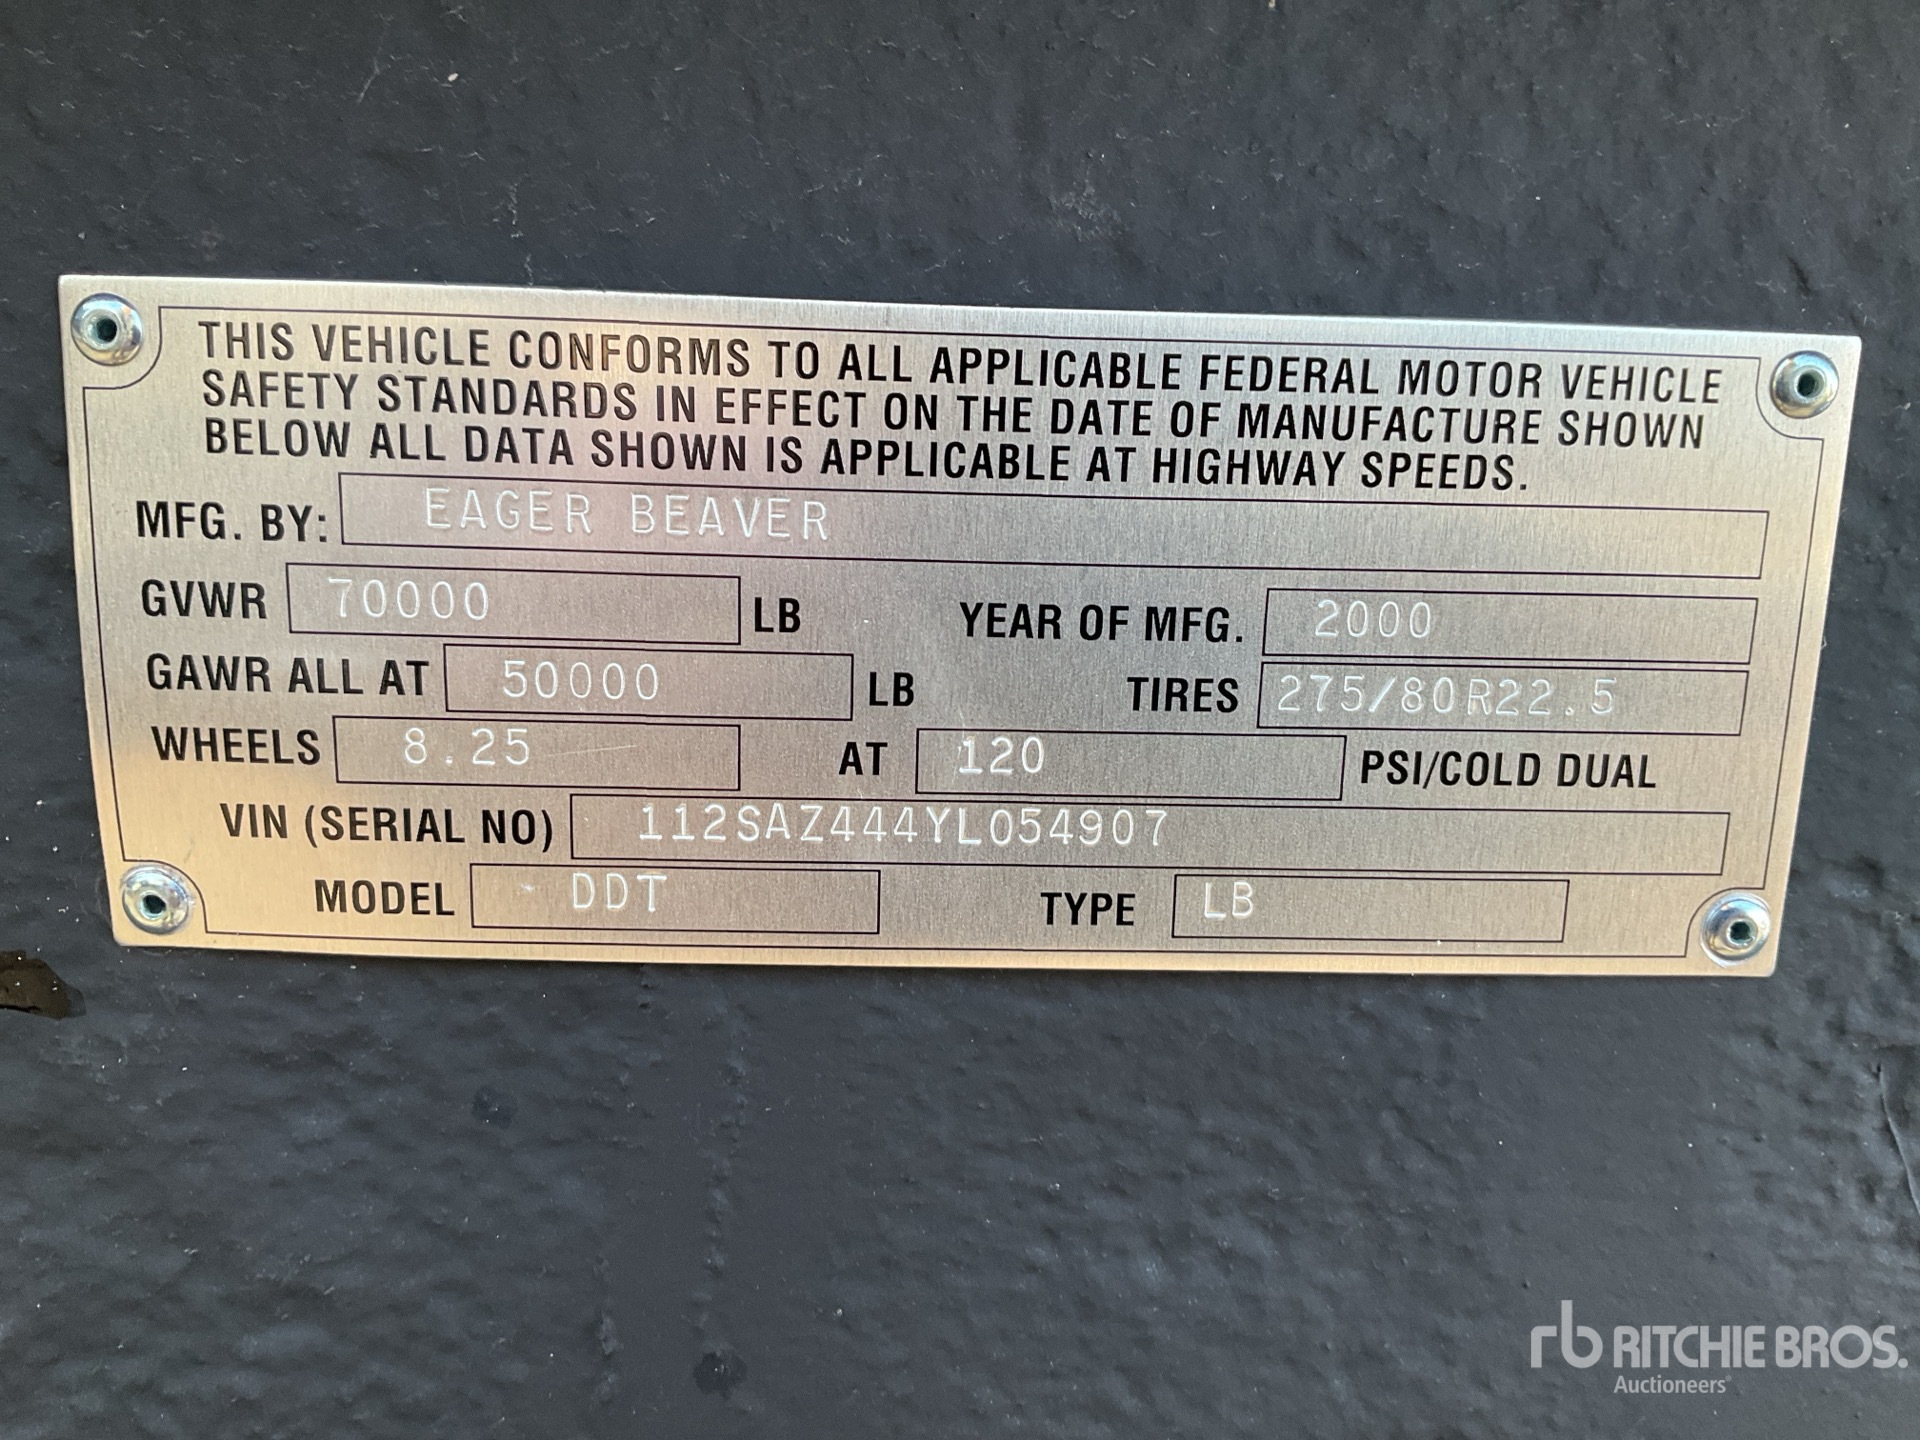 THIS VEHICLE CONFORMS TO ALL APPLICABLE FEDERAL MOTOR VEHICLE
SAFETY STANDARDS IN EFFECT ON THE DATE OF MANUFACTURE SHOWN
BELOW ALL DATA SHOWN IS APPLICABLE AT HIGHWAY SPEEDS.
MFG. BY: EAGER BEAVER
GVWR 70000 LB YEAR OF MFG. 2000
GAWR ALL AT 50000 LB TIRES 275/80R22.5
WHEELS 8.25 AT 120 PSI/COLD DUAL
VIN (SERIAL NO) 112SAZ444YL054907
MODEL DDT TYPE LB
rb RITCHIE BROS.
Auctioneers